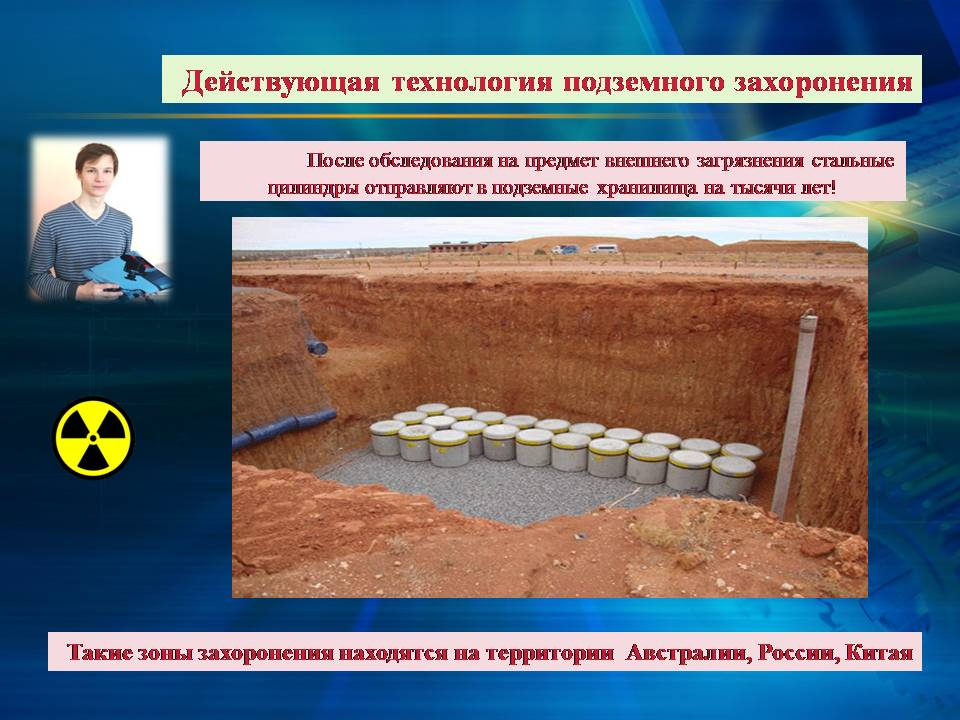 Действующая технология подземного захоронения
После обследования на предмет внешнего загрязнения стальные
цилиндры отправляют в подземные хранилища на тысячи лет!
Такие зоны захоронения находятся на территории Австралии, России, Китая